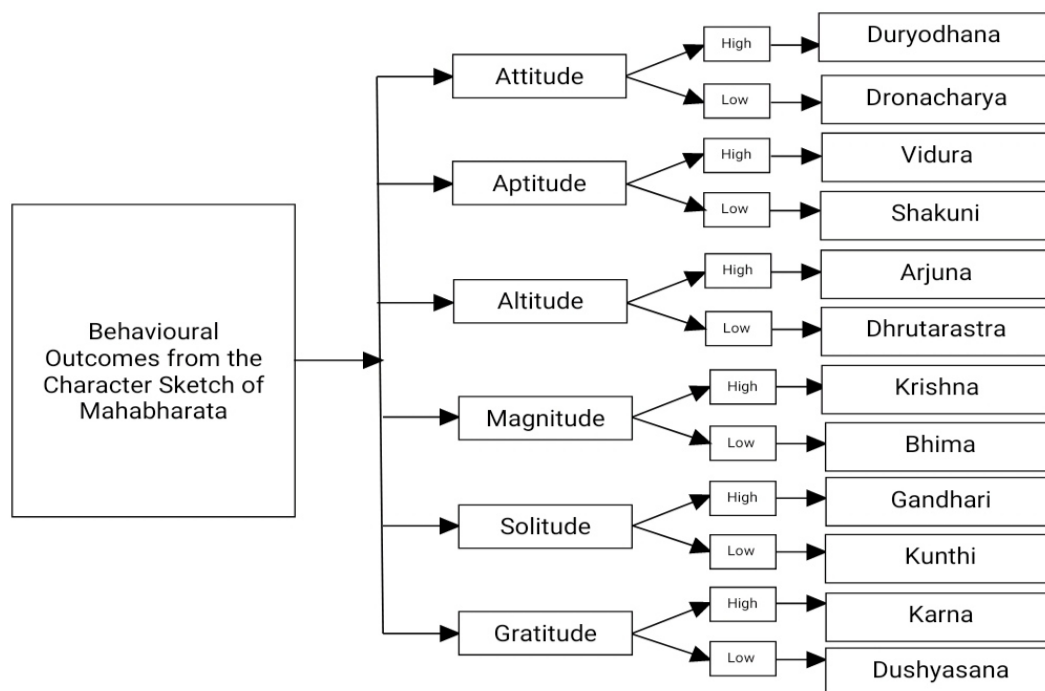 Behavioural
Outcomes from the
Character Sketch of
Mahabharata
Attitude
High
Duryodhana
Low
Dronacharya
Aptitude
High
Vidura
Low
Shakuni
Altitude
High
Arjuna
Low
Dhrutarastra
Magnitude
High
Krishna
Low
Bhima
Solitude
High
Gandhari
Low
Kunthi
Gratitude
High
Karna
Low
Dushyasana